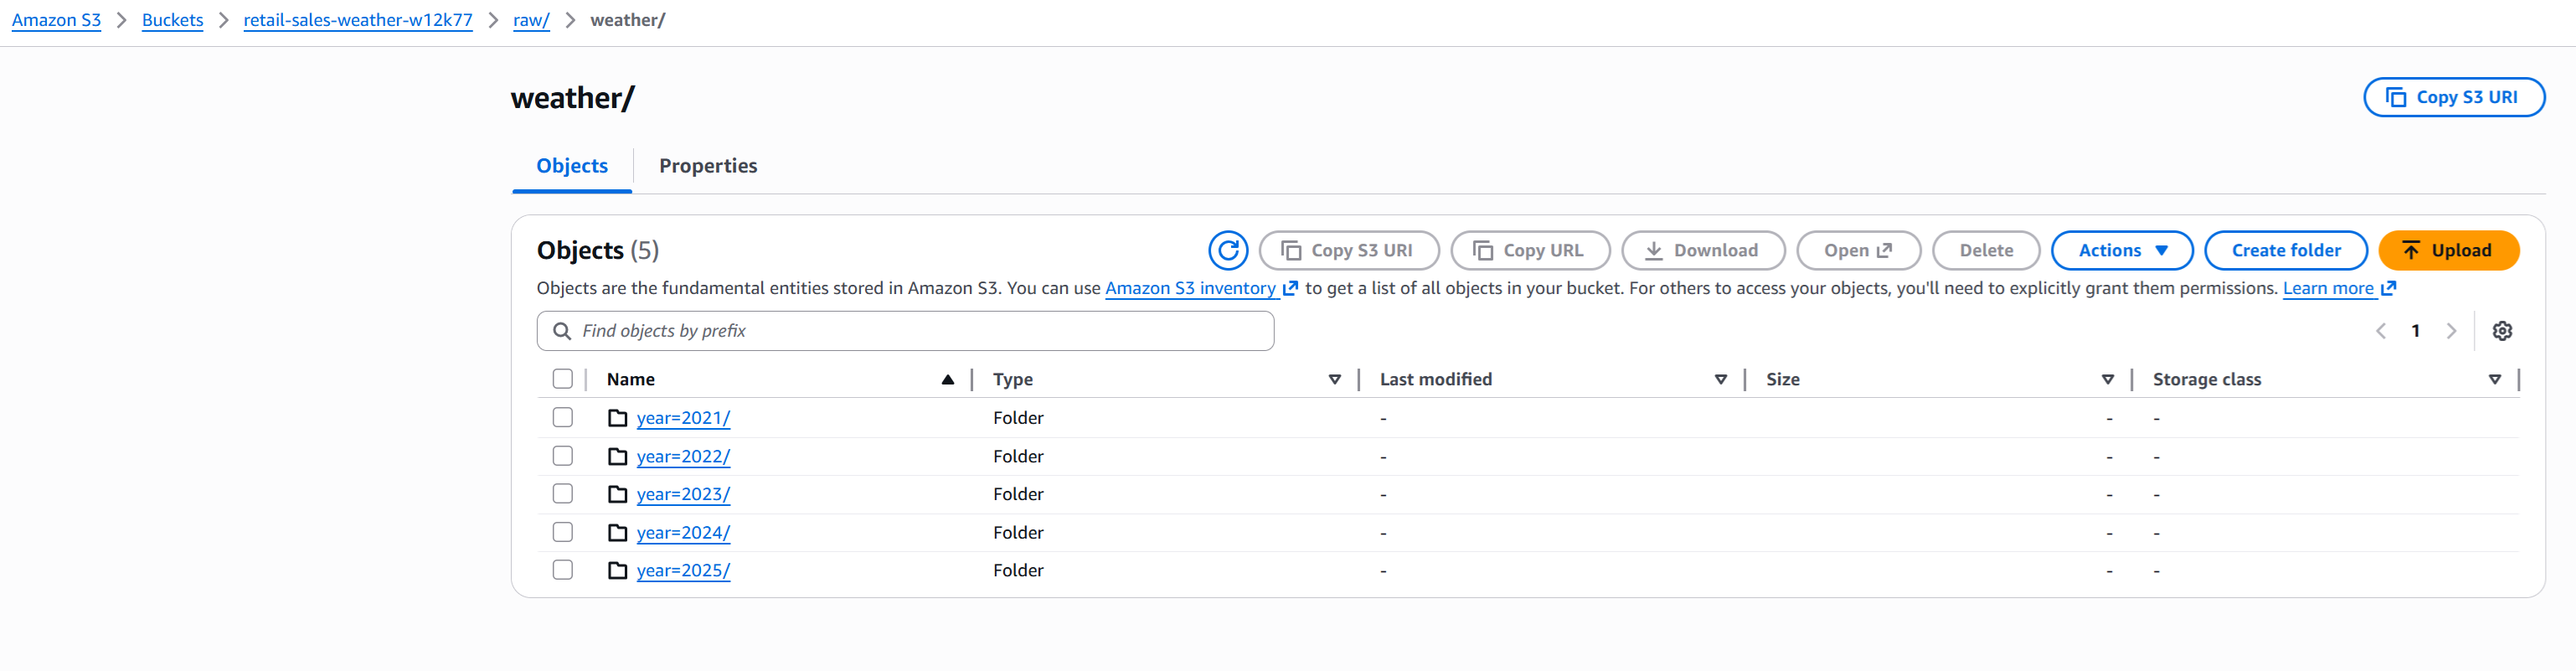 Amazon S3 > Buckets > retail-sales-weather-w12k77 > raw/ > weather/
weather/
Copy S3 URI
Objects Properties
Objects (5)
Copy S3 URI Copy URL Download Open Delete Actions Create folder Upload
Objects are the fundamental entities stored in Amazon S3. You can use Amazon S3 inventory to get a list of all objects in your bucket. For others to access your objects, you'll need to explicitly grant them permissions. Learn more
Find objects by prefix
1
Name Type Last modified Size Storage class
year=2021/ Folder - - -
year=2022/ Folder - - -
year=2023/ Folder - - -
year=2024/ Folder - - -
year=2025/ Folder - - -